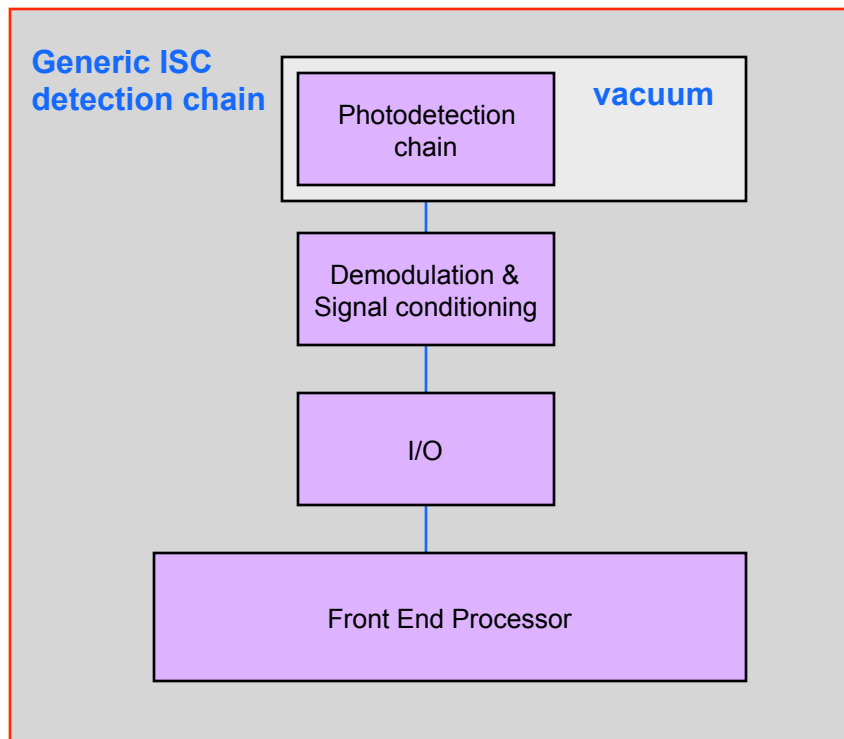 Generic ISC
detection chain
vacuum
Photodetection
chain
Demodulation &
Signal conditioning
I/O
Front End Processor